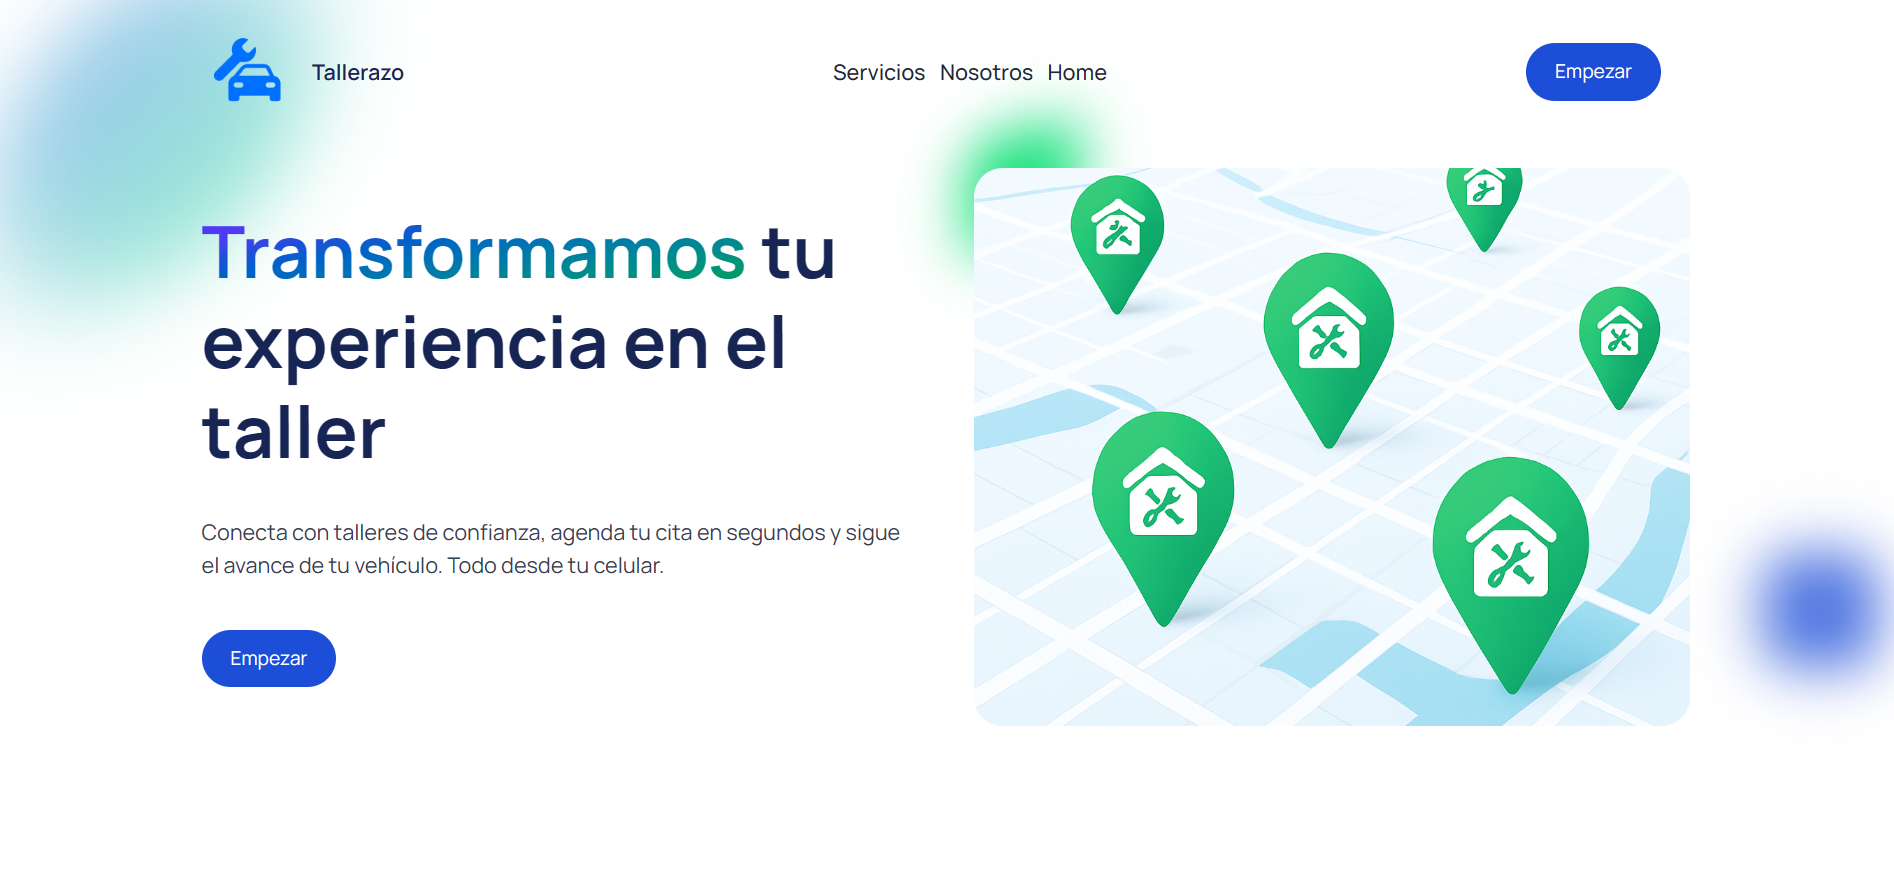 Tallerazo
Servicios Nosotros Home
Empezar
Transformamos tu
experiencia en el
taller
Conecta con talleres de confianza, agenda tu cita en segundos y sigue
el avance de tu vehículo. Todo desde tu celular.
Empezar